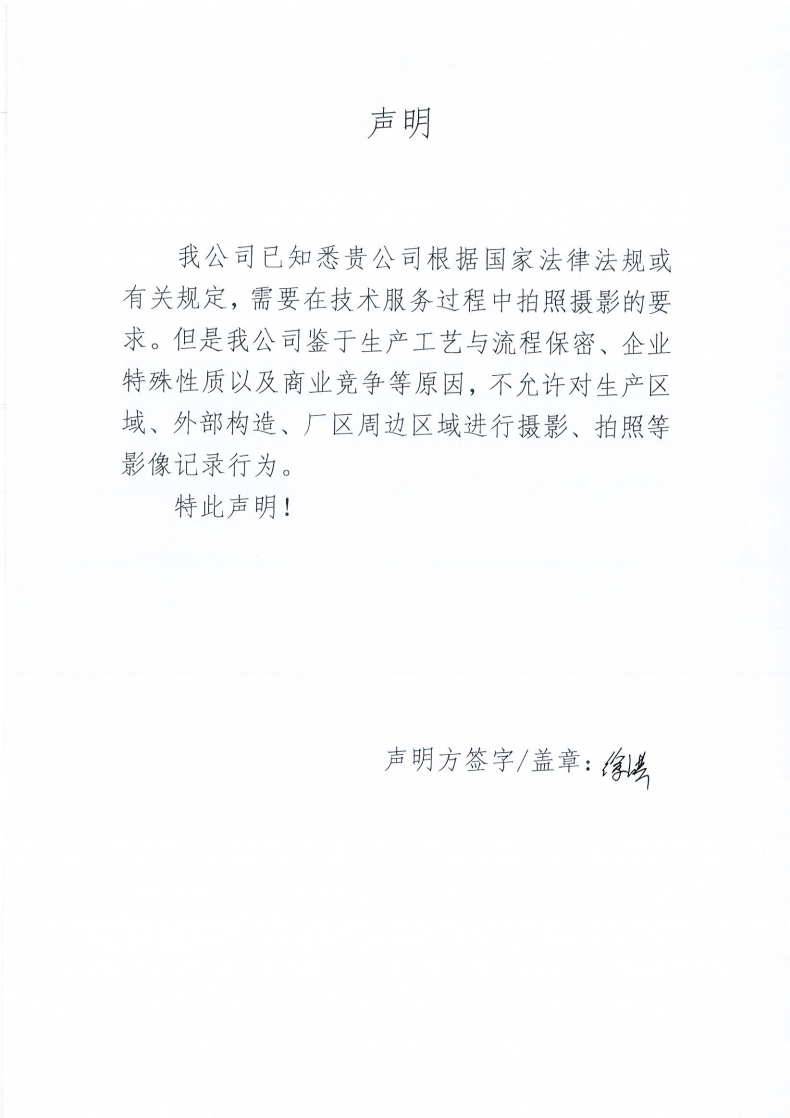 声明
我公司已知悉贵公司根据国家法律法规或
有关规定，需要在技术服务过程中拍照摄影的要
求。但是我公司鉴于生产工艺与流程保密、企业
特殊性质以及商业竞争等原因，不允许对生产区
域、外部构造、厂区周边区域进行摄影、拍照等
影像记录行为。
特此声明！
声明方签字/盖章：